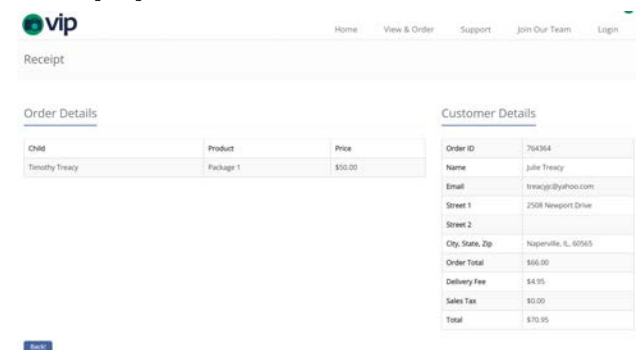 vip
Home View & Order Support Join Our Team Login
Receipt
Order Details
Child Product Price
Timothy Treacy Package 1 $50.00
Customer Details
Order ID 764364
Name Julie Treacy
Email treacyjc@yahoo.com
Street 1 2508 Newport Drive
Street 2
City, State, Zip Naperville, IL, 60565
Order Total $66.00
Delivery Fee $4.95
Sales Tax $0.00
Total $70.95
Back!